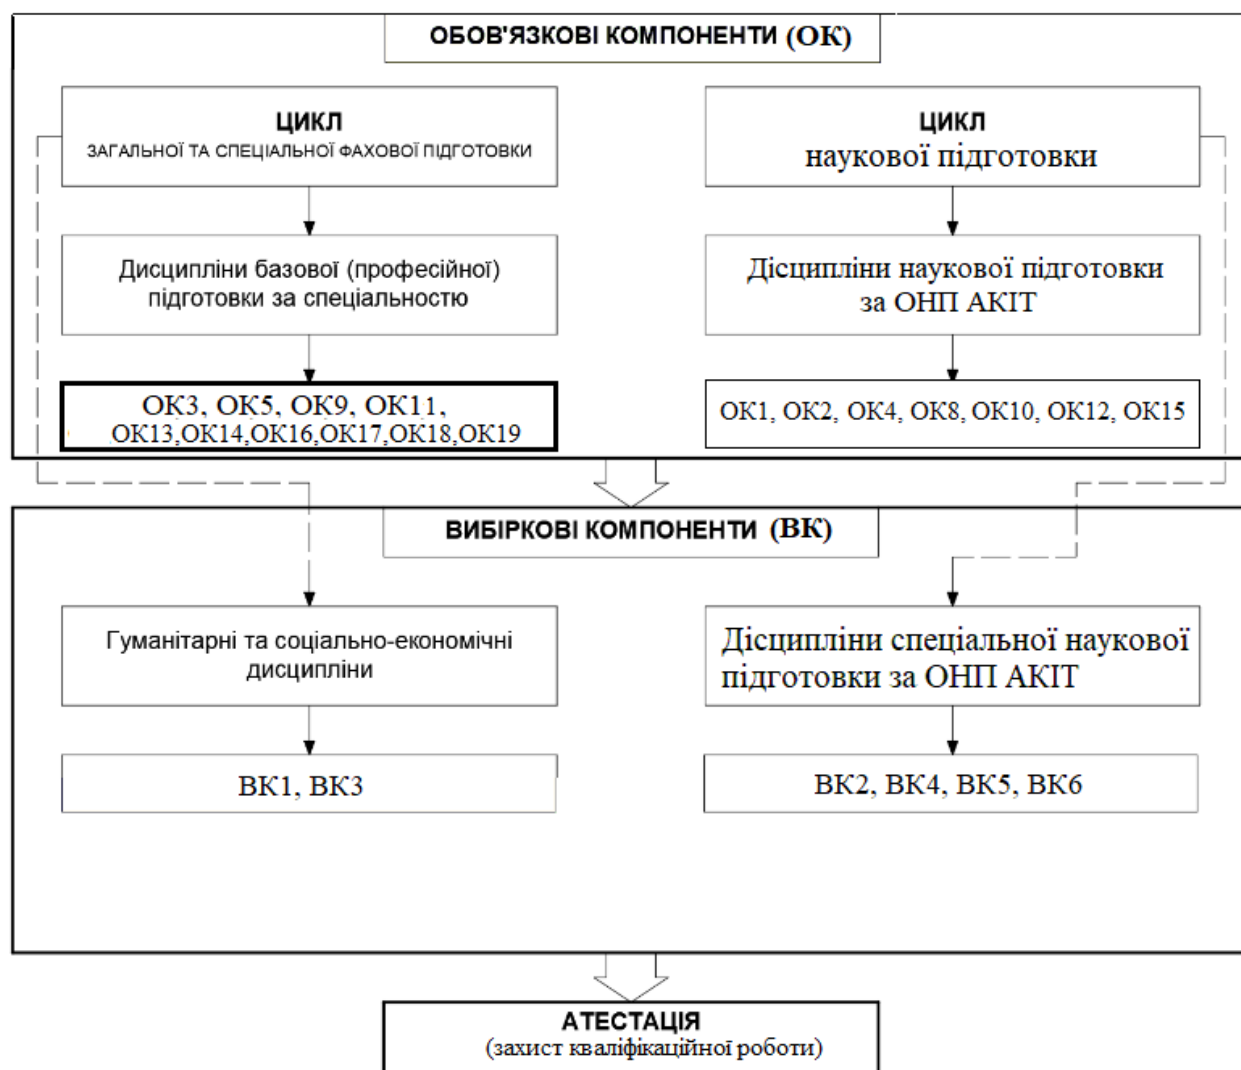 ОБОВ'ЯЗКОВІ КОМПОНЕНТИ (ОК)
ЦИКЛ
ЗАГАЛЬНОЇ ТА СПЕЦІАЛЬНОЇ ФАХОВОЇ ПІДГОТОВКИ
ЦИКЛ
наукової підготовки
Дисципліни базової (професійної)
підготовки за спеціальністю
Дісципліни наукової підготовки
за ОНП АКІТ
ОК3, ОК5, ОК9, ОК11,
ОК13,ОК14,ОК16,ОК17,ОК18,ОК19
ОК1, ОК2, ОК4, ОК8, ОК10, ОК12, ОК15
ВИБІРКОВІ КОМПОНЕНТИ (ВК)
Гуманітарні та соціально-економічні
дисципліни
Дісципліни спеціальної наукової
підготовки за ОНП АКІТ
ВК1, ВК3
ВК2, ВК4, ВК5, ВК6
АТЕСТАЦІЯ
(захист кваліфікаційної роботи)